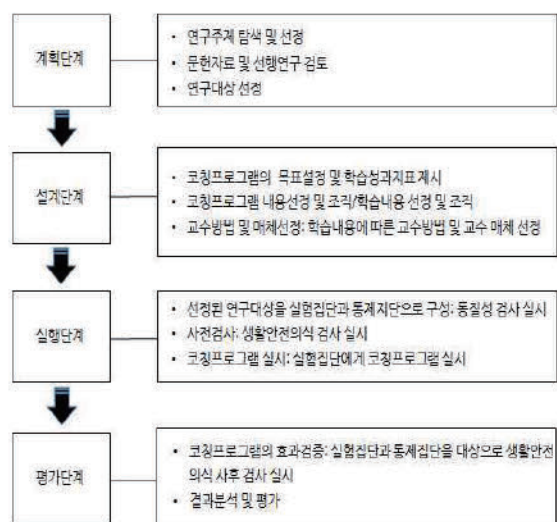 계획단계
• 연구주제 탐색 및 선정
• 문헌자료 및 선행연구 검토
• 연구대상 선정
설계단계
• 코칭프로그램의 목표설정 및 학습성과지표 제시
• 코칭프로그램 내용선정 및 조직/학습내용 선정 및 조직
• 교수방법 및 매체선정: 학습내용에 따른 교수방법 및 교수 매체 선정
실행단계
• 선정된 연구대상을 실험집단과 통제지단으로 구성: 동질성 검사 실시
• 사전검사: 생활안전의식 검사 실시
• 코칭프로그램 실시: 실험집단에게 코칭프로그램 실시
평가단계
• 코칭프로그램의 효과검증: 실험집단과 통제집단을 대상으로 생활안전
의식 사후 검사 실시
• 결과분석 및 평가